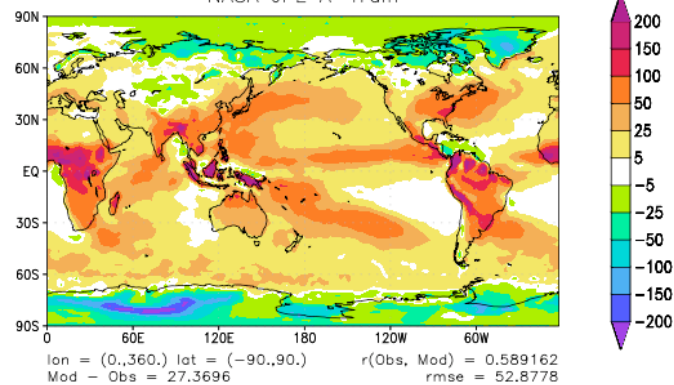 90N
60N
30N
EQ
30S
60S
90S
0 60E 120E 180 120W 60W
200
150
100
50
25
5
−5
−25
−50
−100
−150
−200
lon = (0.,360.) lat = (−90.,90.) r(Obs, Mod) = 0.589162
Mod − Obs = 27.3696 rmse = 52.8778